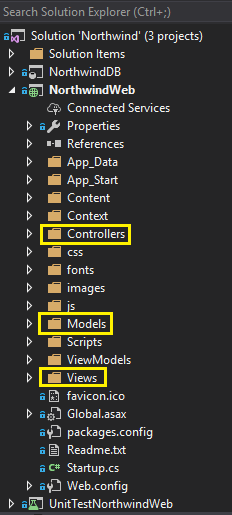 Search Solution Explorer (Ctrl+;)
Solution 'Northwind' (3 projects)
Solution Items
NorthwindDB
NorthwindWeb
Connected Services
Properties
References
App_Data
App_Start
Content
Context
Controllers
css
fonts
images
js
Models
Scripts
ViewModels
Views
favicon.ico
Global.asax
packages.config
Readme.txt
C# Startup.cs
Web.config
UnitTestNorthwindWeb